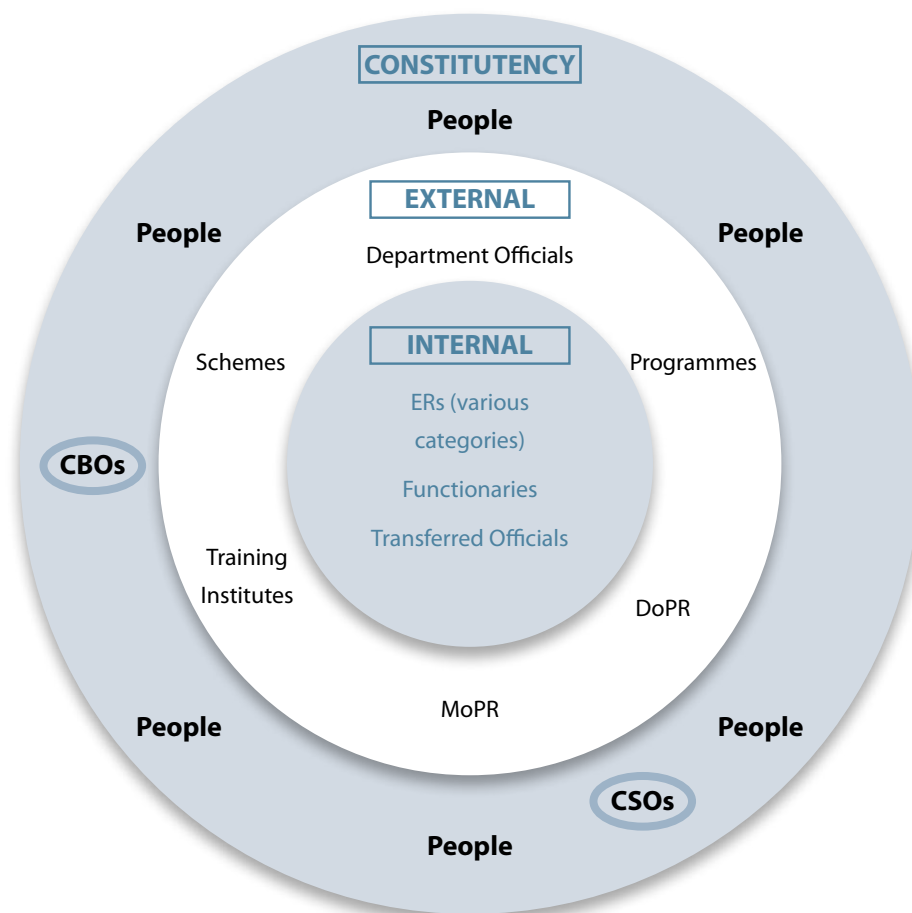 CONSTITUTENCY
People
People
People
EXTERNAL
Department Officials
INTERNAL
Schemes
Programmes
ERs (various
categories)
CBOs
Functionaries
Transferred Officials
Training
Institutes
DoPR
MoPR
People
People
CSOs
People